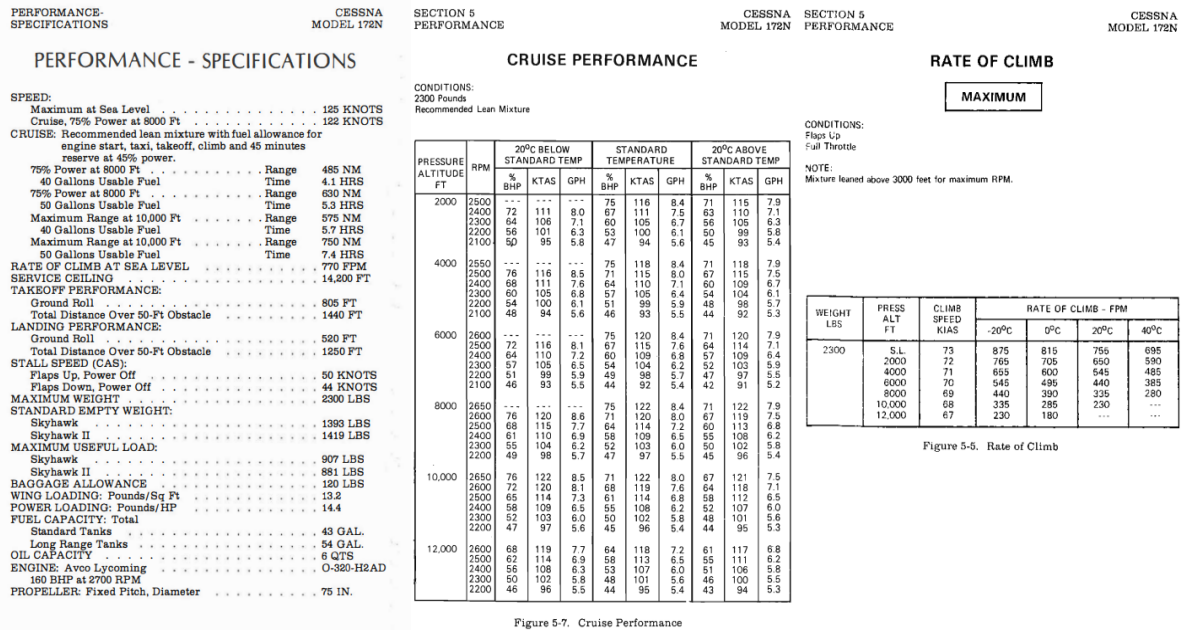 PERFORMANCE-
SPECIFICATIONS
CESSNA
MODEL 172N
PERFORMANCE - SPECIFICATIONS
SPEED:
Maximum at Sea Level . . . . . . . . . . . . . . . 125 KNOTS
Cruise, 75% Power at 8000 Ft . . . . . . . . . . . . 122 KNOTS
CRUISE: Recommended lean mixture with fuel allowance for
engine start, taxi, takeoff, climb and 45 minutes
reserve at 45% power.
75% Power at 8000 Ft . . . . . . . . . . Range 485 NM
40 Gallons Usable Fuel Time 4.1 HRS
75% Power at 8000 Ft . . . . . . . . . . Range 630 NM
50 Gallons Usable Fuel Time 5.3 HRS
Maximum Range at 10,000 Ft . . . . . . . Range 575 NM
40 Gallons Usable Fuel Time 5.7 HRS
Maximum Range at 10,000 Ft . . . . . . . Range 750 NM
50 Gallons Usable Fuel Time 7.4 HRS
RATE OF CLIMB AT SEA LEVEL . . . . . . . . . . 770 FPM
SERVICE CEILING . . . . . . . . . . . . . . . . . . 14,200 FT
TAKEOFF PERFORMANCE:
Ground Roll . . . . . . . . . . . . . . . . . . . 805 FT
Total Distance Over 50-Ft Obstacle . . . . . . . . . 1440 FT
LANDING PERFORMANCE:
Ground Roll . . . . . . . . . . . . . . . . . . . 520 FT
Total Distance Over 50-Ft Obstacle . . . . . . . . . 1250 FT
STALL SPEED (CAS):
Flaps Up, Power Off . . . . . . . . . . . . . . . 50 KNOTS
Flaps Down, Power Off . . . . . . . . . . . . . . 44 KNOTS
MAXIMUM WEIGHT . . . . . . . . . . . . . . . . . 2300 LBS
STANDARD EMPTY WEIGHT:
Skyhawk . . . . . . . . . . . . . . . . . . . . . 1393 LBS
Skyhawk II . . . . . . . . . . . . . . . . . . . . 1419 LBS
MAXIMUM USEFUL LOAD:
Skyhawk . . . . . . . . . . . . . . . . . . . . . 907 LBS
Skyhawk II . . . . . . . . . . . . . . . . . . . . 881 LBS
BAGGAGE ALLOWANCE . . . . . . . . . . . . . . . 120 LBS
WING LOADING: Pounds/Sq Ft . . . . . . . . . . . . 13.2
POWER LOADING: Pounds/HP . . . . . . . . . . . . 14.4
FUEL CAPACITY: Total
Standard Tanks . . . . . . . . . . . . . . . . . . 43 GAL.
Long Range Tanks . . . . . . . . . . . . . . . . . 54 GAL.
OIL CAPACITY . . . . . . . . . . . . . . . . . . . 6 QTS
ENGINE: Avco Lycoming . . . . . . . . . . . . . . . O-320-H2AD
160 BHP at 2700 RPM
PROPELLER: Fixed Pitch, Diameter . . . . . . . . . . 75 IN.
SECTION 5
PERFORMANCE
CESSNA
MODEL 172N
CRUISE PERFORMANCE
CONDITIONS:
2300 Pounds
Recommended Lean Mixture
PRESSURE ALTITUDE FT RPM 20°C BELOW STANDARD TEMP STANDARD TEMPERATURE 20°C ABOVE STANDARD TEMP
% BHP KTAS GPH % BHP KTAS GPH % BHP KTAS GPH
2000 2500 --- --- --- 75 116 8.4 71 115 7.9
2400 72 111 8.0 67 111 7.5 63 110 7.1
2300 64 106 7.1 60 105 6.7 56 105 6.3
2200 56 101 6.3 53 100 6.1 50 99 5.8
2100 50 95 5.8 47 94 5.6 45 93 5.4
4000 2550 --- --- --- 75 118 8.4 71 118 7.9
2500 76 116 8.5 71 115 8.0 67 115 7.5
2400 68 111 7.6 64 110 7.1 60 109 6.7
2300 60 105 6.8 57 105 6.4 54 104 6.1
2200 54 100 6.1 51 99 5.9 48 98 5.7
2100 48 94 5.6 46 93 5.5 44 92 5.3
6000 2600 --- --- --- 75 120 8.4 71 120 7.9
2500 72 116 8.1 67 115 7.6 64 114 7.1
2400 64 110 7.2 60 109 6.8 57 109 6.4
2300 57 105 6.5 54 104 6.2 52 103 5.9
2200 51 99 5.9 49 98 5.7 47 97 5.5
2100 46 93 5.5 44 92 5.4 42 91 5.2
8000 2650 --- --- --- 75 122 8.4 71 122 7.9
2600 76 120 8.6 71 120 8.0 67 119 7.5
2500 68 115 7.7 64 114 7.2 60 113 6.8
2400 61 110 6.9 58 109 6.5 55 108 6.2
2300 55 104 6.2 52 103 6.0 50 102 5.8
2200 49 98 5.7 47 97 5.5 45 96 5.4
10,000 2650 76 122 8.5 71 122 8.0 67 121 7.5
2600 72 120 8.1 68 119 7.6 64 118 7.1
2500 65 114 7.3 61 114 6.8 58 112 6.5
2400 58 109 6.5 55 108 6.2 52 107 6.0
2300 52 103 6.0 50 102 5.8 48 101 5.6
2200 47 97 5.6 45 96 5.4 44 95 5.3
12,000 2600 68 119 7.7 64 118 7.2 61 117 6.8
2500 62 114 6.9 58 113 6.5 55 111 6.2
2400 56 108 6.3 53 107 6.0 51 106 5.8
2300 50 102 5.8 48 101 5.6 46 100 5.5
2200 46 96 5.5 44 95 5.4 43 94 5.3
Figure 5-7. Cruise Performance
SECTION 5
PERFORMANCE
CESSNA
MODEL 172N
RATE OF CLIMB
MAXIMUM
CONDITIONS:
Flaps Up
Full Throttle
NOTE:
Mixture leaned above 3000 feet for maximum RPM.
WEIGHT LBS PRESS ALT FT CLIMB SPEED KIAS RATE OF CLIMB - FPM
-20°C 0°C 20°C 40°C
2300 S.L. 73 875 815 755 695
2000 72 765 705 650 590
4000 71 655 600 545 485
6000 70 545 495 440 385
8000 69 440 390 335 280
10,000 68 335 285 230 ---
12,000 67 230 180 --- ---
Figure 5-5. Rate of Climb